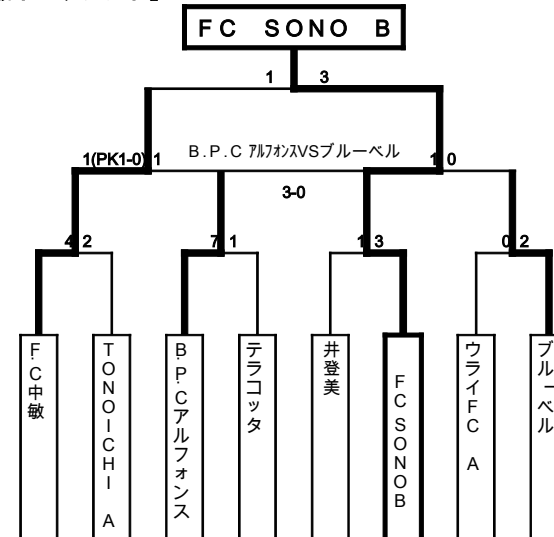 FC SONO B
1 3
B.P.C ｱﾙﾌｫﾝｽVSブルーベル
1(PK1-0) 1
1 0
3-0
4 2
7 1
1 3
0 2
F.C中敏
TONOICHI A
B.P.Cアルフォンス
テラコッタ
井登美
FC SONO B
ウライFC A
ブルーベル